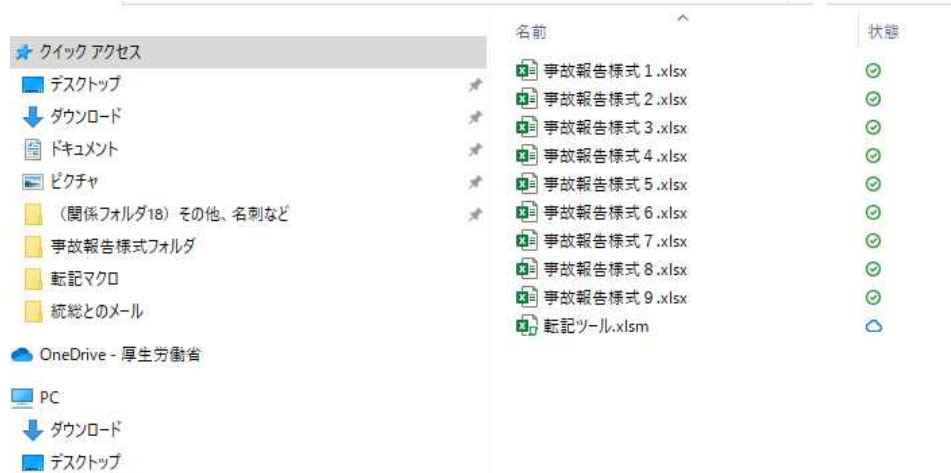 クイック アクセス
デスクトップ
ダウンロード
ドキュメント
ピクチャ
（関係フォルダ18）その他、名刺など
事故報告様式フォルダ
転記マクロ
統総とのメール
OneDrive - 厚生労働省
PC
ダウンロード
デスクトップ
名前 状態
事故報告様式１.xlsx
事故報告様式２.xlsx
事故報告様式３.xlsx
事故報告様式４.xlsx
事故報告様式５.xlsx
事故報告様式６.xlsx
事故報告様式７.xlsx
事故報告様式８.xlsx
事故報告様式９.xlsx
転記ツール.xlsm